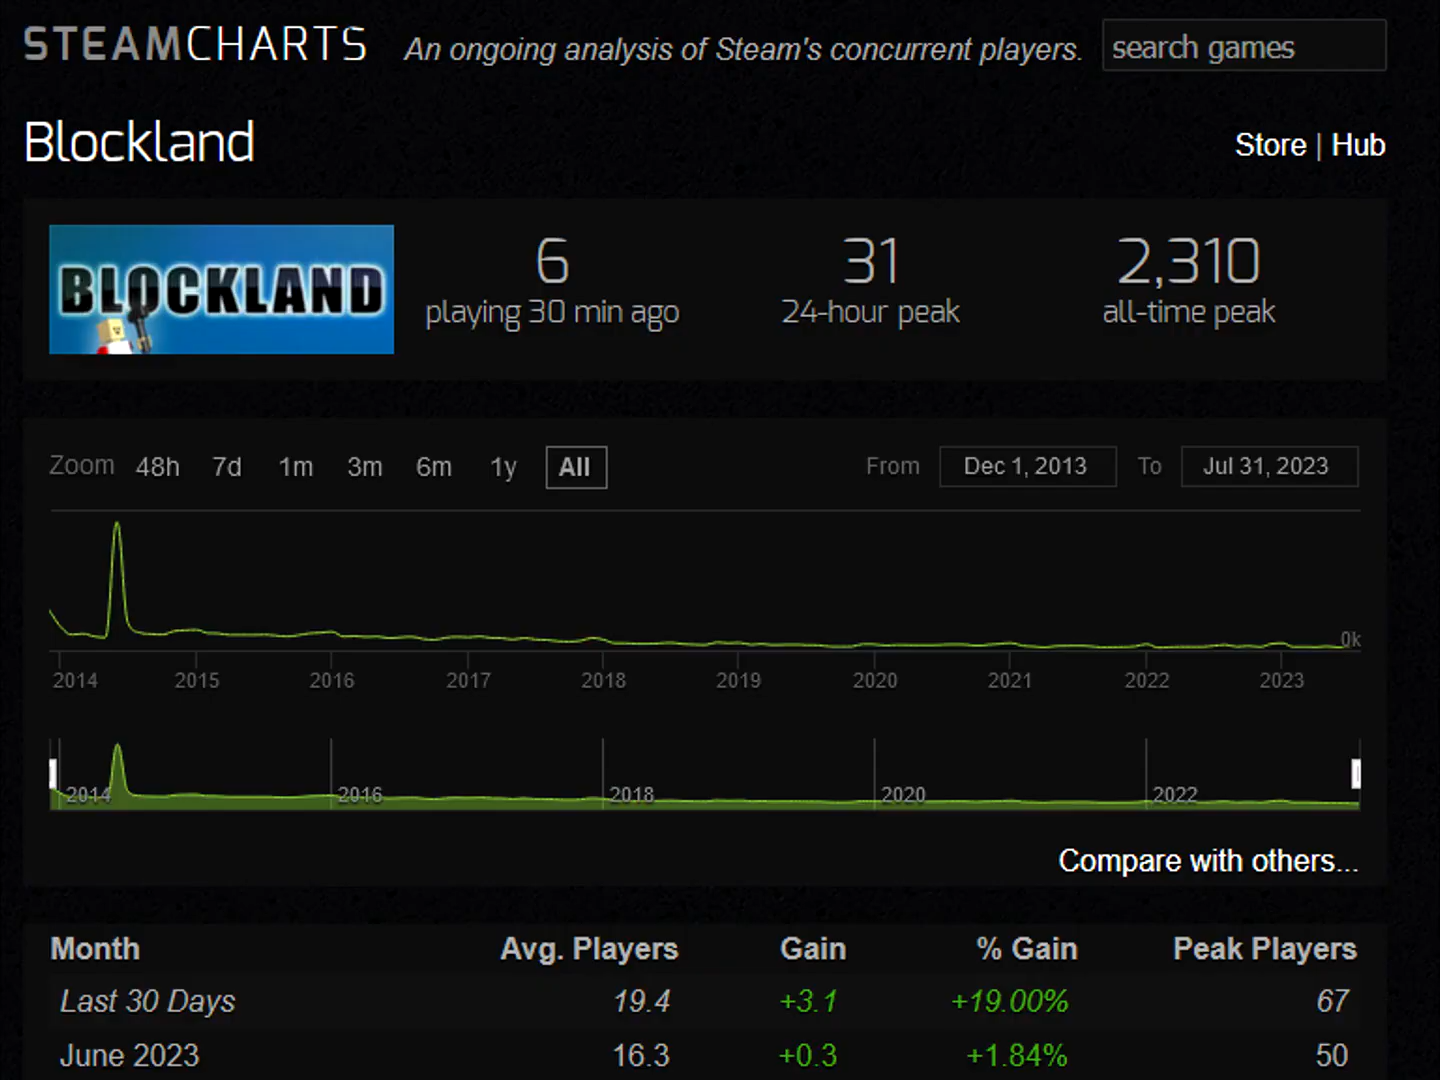 STEAMCHARTS An ongoing analysis of Steam's concurrent players. search games
Blockland Store | Hub
BLOCKLAND
6 31 2,310
playing 30 min ago 24-hour peak all-time peak
Zoom 48h 7d 1m 3m 6m 1y All From Dec 1, 2013 To Jul 31, 2023
0k
2014 2015 2016 2017 2018 2019 2020 2021 2022 2023
2014 2016 2018 2020 2022
Compare with others...
Month Avg. Players Gain % Gain Peak Players
Last 30 Days 19.4 +3.1 +19.00% 67
June 2023 16.3 +0.3 +1.84% 50